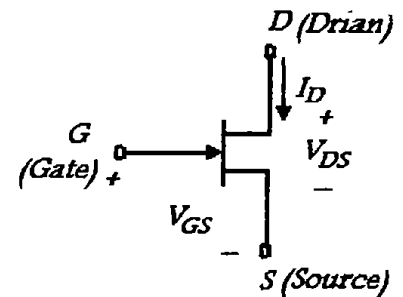 D (Drian)
I_D
+
G
(Gate) +
V_DS
−
V_GS
−
S (Source)